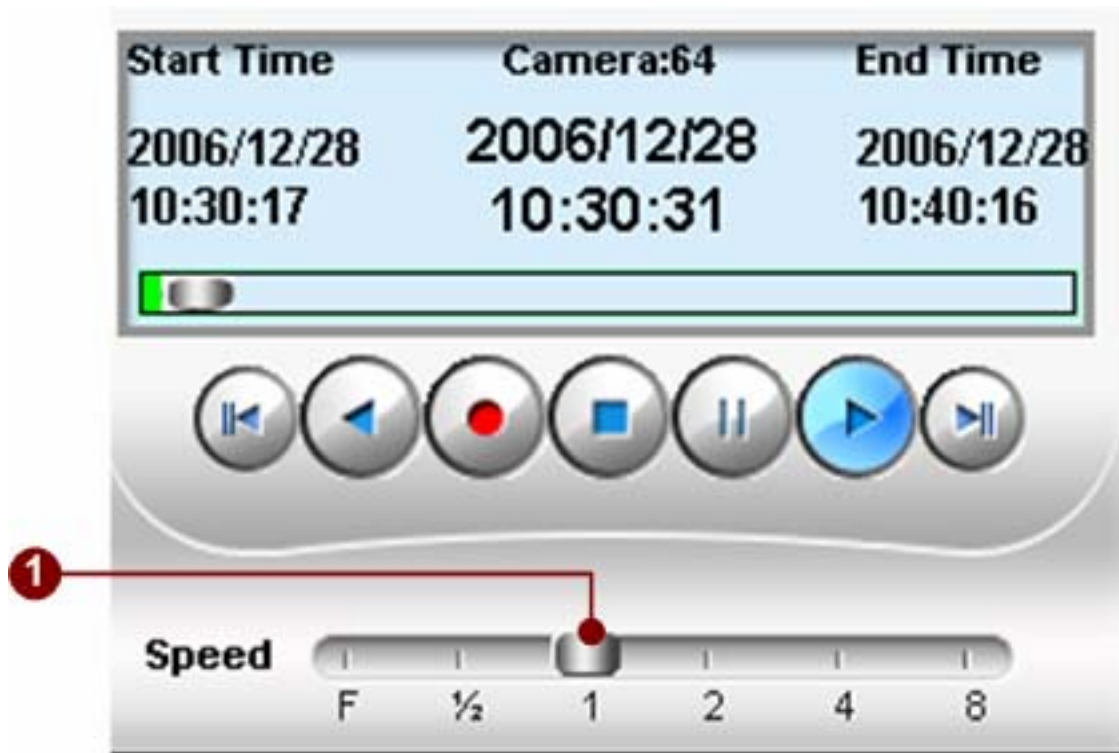 Start Time Camera:64 End Time
2006/12/28 2006/12/28 2006/12/28
10:30:17 10:30:31 10:40:16
1
Speed
F ½ 1 2 4 8